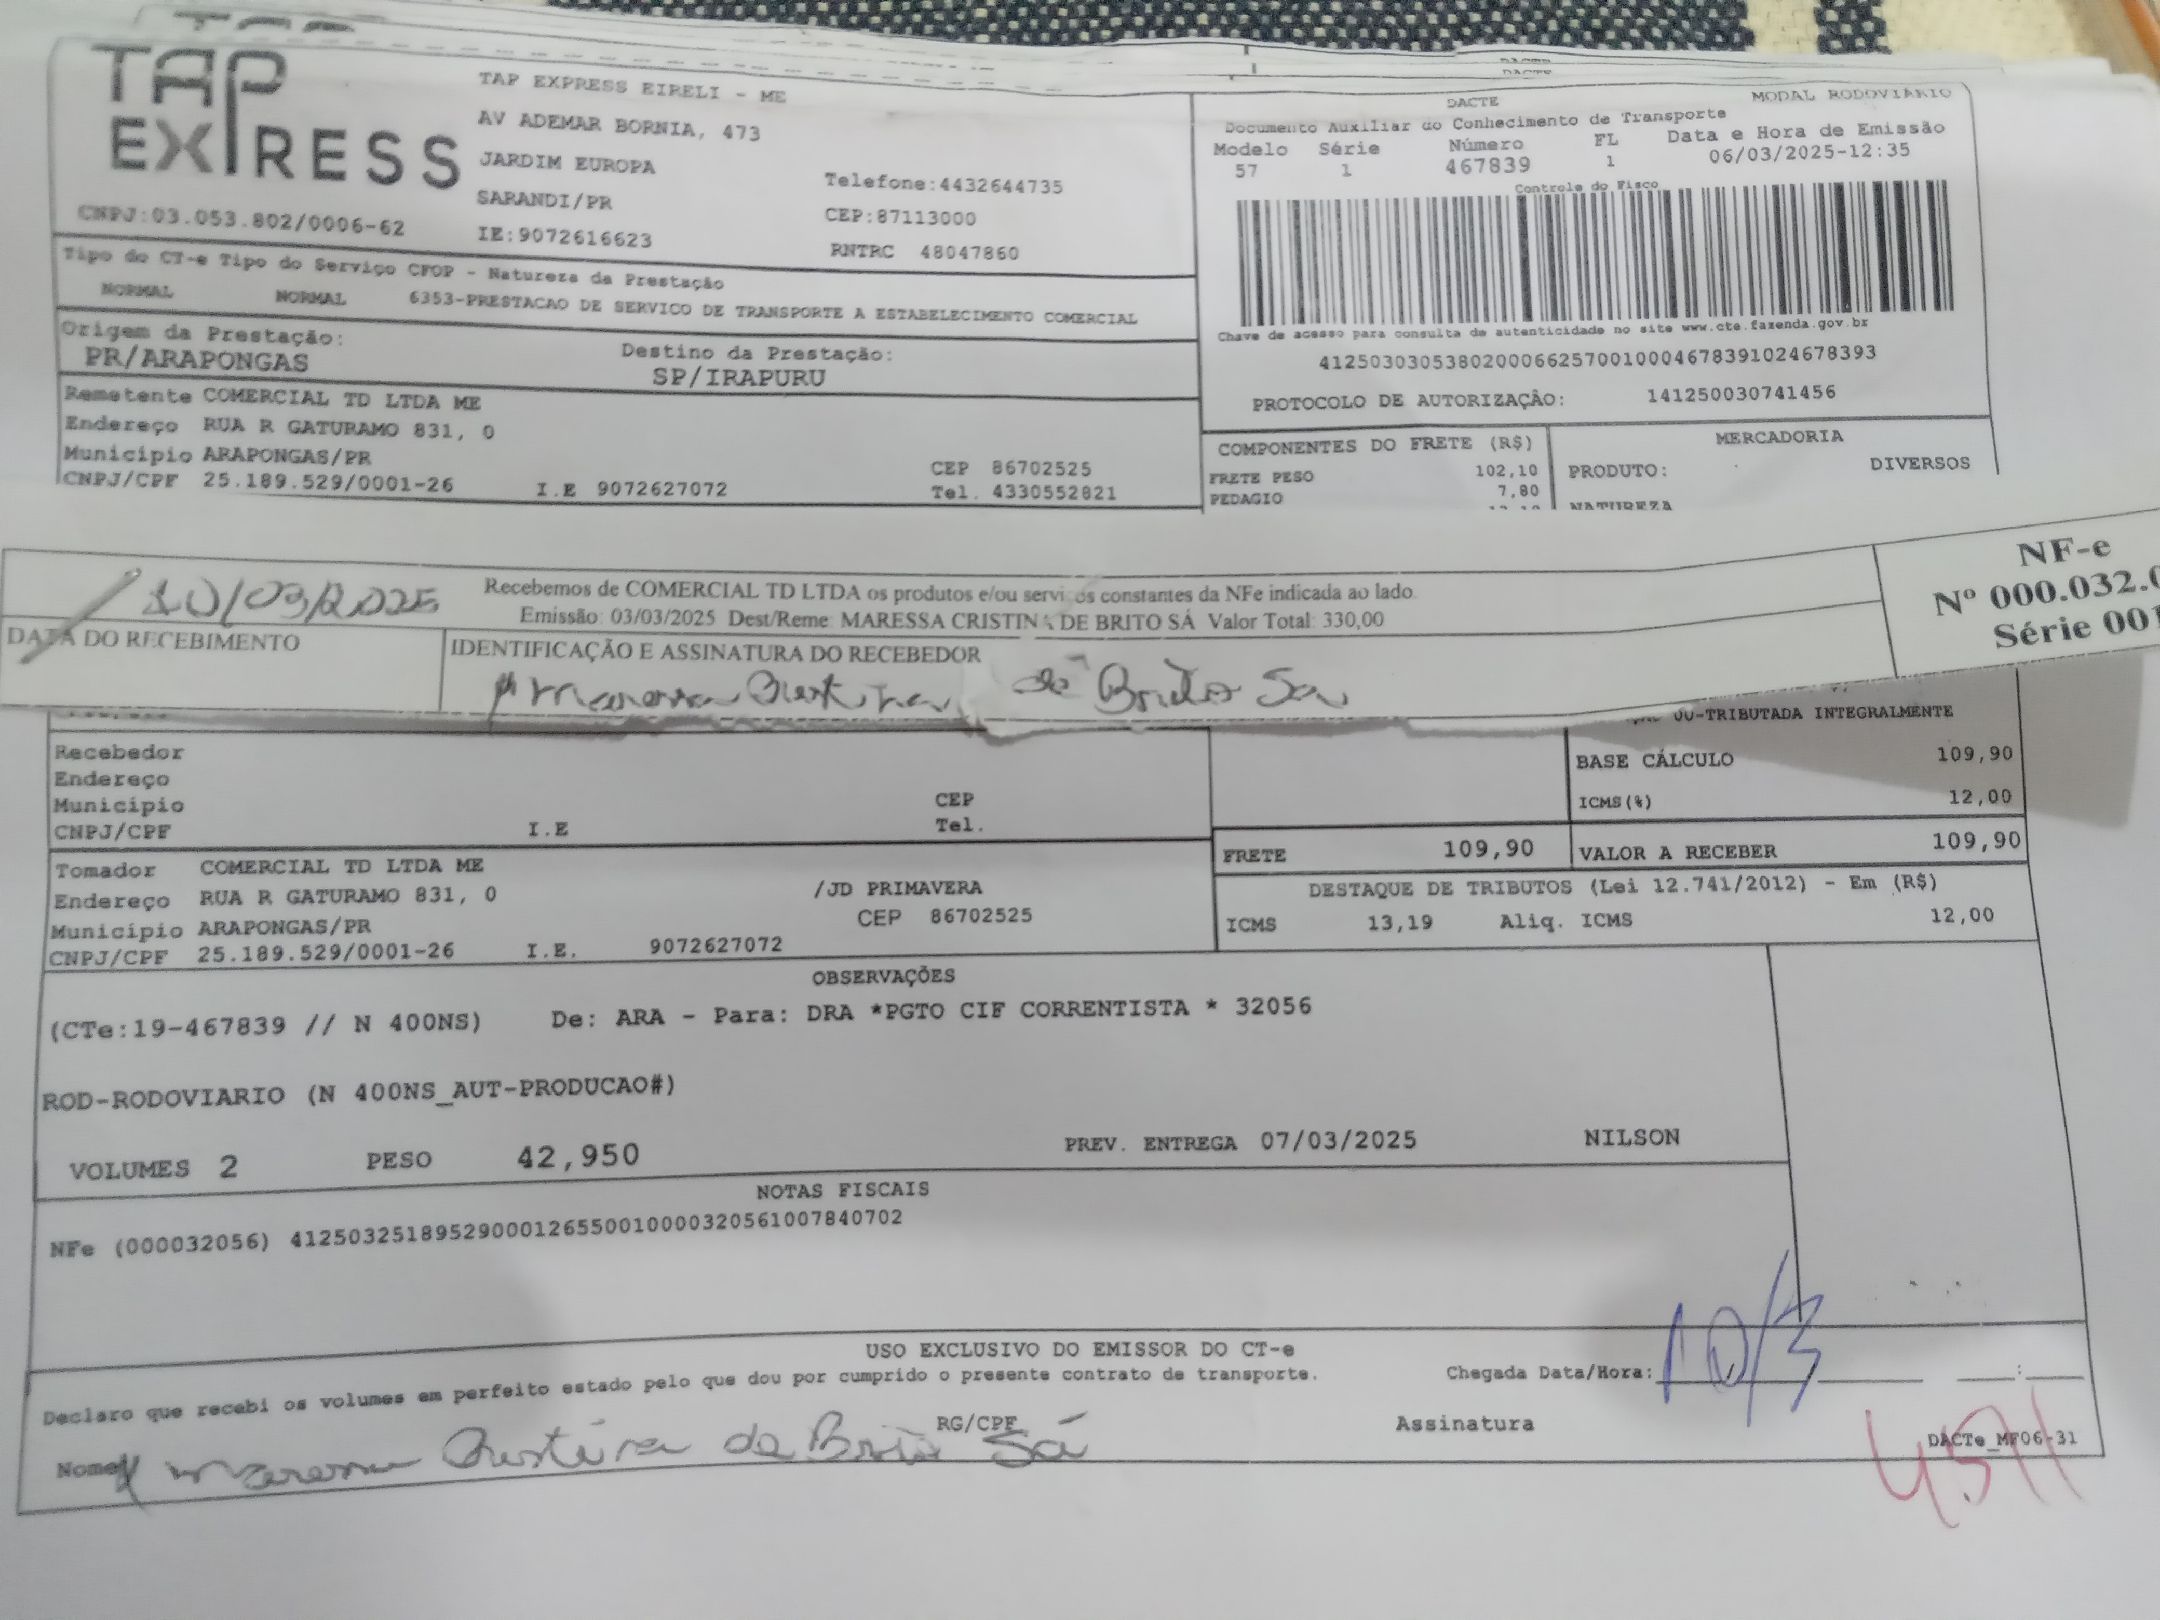 TAP
EXPRESS
TAP EXPRESS EIRELI - ME
AV ADEMAR BORNIA, 473
JARDIM EUROPA
SARANDI/PR
Telefone:4432644735
CEP:87113000
CNPJ:03.053.802/0006-62
IE:9072616623
RNTRC 48047860
Tipo do CT-e Tipo do Serviço CFOP - Natureza da Prestação
NORMAL NORMAL 6353-PRESTACAO DE SERVICO DE TRANSPORTE A ESTABELECIMENTO COMERCIAL
Origem da Prestação: Destino da Prestação:
PR/ARAPONGAS SP/IRAPURU
Remetente COMERCIAL TD LTDA ME
Endereço RUA R GATURAMO 831, 0
Município ARAPONGAS/PR CEP 86702525
CNPJ/CPF 25.189.529/0001-26 I.E 9072627072 Tel. 4330552821
DACTE
DACTE
DACTE MODAL RODOVIÁRIO
Documento Auxiliar do Conhecimento de Transporte
Modelo Série Número FL Data e Hora de Emissão
57 1 467839 1 06/03/2025-12:35
Controle do Fisco
Chave de acesso para consulta de autenticidade no site www.cte.fazenda.gov.br
41250303053802000662570010004678391024678393
PROTOCOLO DE AUTORIZAÇÂO: 141250030741456
COMPONENTES DO FRETE (R$) MERCADORIA
FRETE PESO 102,10 PRODUTO: DIVERSOS
PEDAGIO 7,80
NATUREZA
10/03/2025
DATA DO RECEBIMENTO
Recebemos de COMERCIAL TD LTDA os produtos e/ou serviços constantes da NFe indicada ao lado.
Emissão: 03/03/2025 Dest/Reme: MARESSA CRISTINA DE BRITO SÁ Valor Total: 330,00
IDENTIFICAÇÃO E ASSINATURA DO RECEBEDOR
Maressa Cristina de Brito Sá
NF-e
Nº 000.032.0
Série 001
OU-TRIBUTADA INTEGRALMENTE
Recebedor
Endereço
Município CEP
CNPJ/CPF I.E Tel.
BASE CÁLCULO 109,90
ICMS(%) 12,00
FRETE 109,90 VALOR A RECEBER 109,90
Tomador COMERCIAL TD LTDA ME
Endereço RUA R GATURAMO 831, 0 /JD PRIMAVERA
Município ARAPONGAS/PR CEP 86702525
CNPJ/CPF 25.189.529/0001-26 I.E. 9072627072
DESTAQUE DE TRIBUTOS (Lei 12.741/2012) - Em (R$)
ICMS 13,19 Aliq. ICMS 12,00
OBSERVAÇÕES
(CTe:19-467839 // N 400NS) De: ARA - Para: DRA *PGTO CIF CORRENTISTA * 32056
ROD-RODOVIARIO (N 400NS_AUT-PRODUCAO#)
VOLUMES 2 PESO 42,950 PREV. ENTREGA 07/03/2025 NILSON
NOTAS FISCAIS
NFe (000032056) 41250325189529000126550010000320561007840702
USO EXCLUSIVO DO EMISSOR DO CT-e
Declaro que recebi os volumes em perfeito estado pelo que dou por cumprido o presente contrato de transporte.
Chegada Data/Hora: 10/3 :
RG/CPF Assinatura
Nome Maressa Cristina de Brito Sá
DACTe_MF06-31